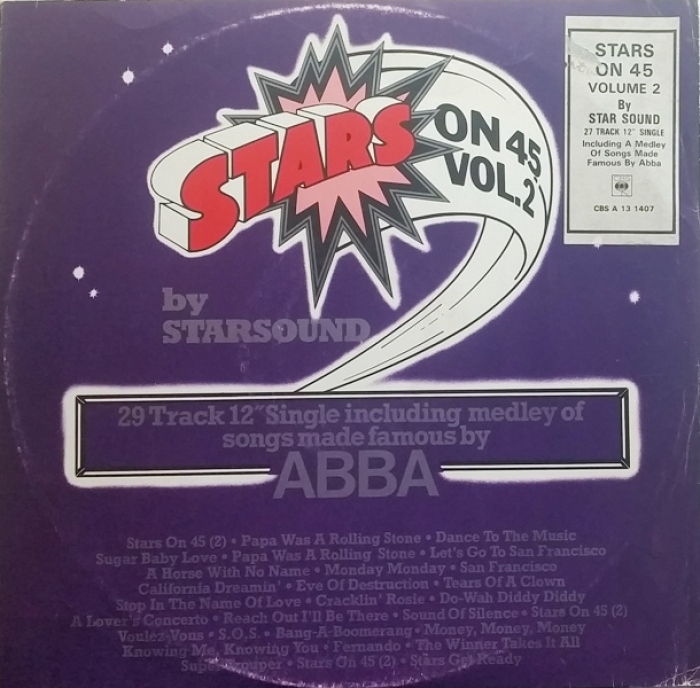 STARS
ON 45
VOL.2
STARS
ON 45
VOLUME 2
By
STAR SOUND
27 TRACK 12" SINGLE
Including A Medley
Of Songs Made
Famous By Abba
CBS A 13 1407
by
STARSOUND
29 Track 12" Single including medley of
songs made famous by
ABBA
Stars On 45 (2) • Papa Was A Rolling Stone • Dance To The Music
Sugar Baby Love • Papa Was A Rolling Stone • Let's Go To San Francisco
A Horse With No Name • Monday Monday • San Francisco
California Dreamin' • Eve Of Destruction • Tears Of A Clown
Stop In The Name Of Love • Cracklin' Rosie • Do-Wah Diddy Diddy
A Lover's Concerto • Reach Out I'll Be There • Sound Of Silence • Stars On 45 (2)
Voulez-Vous • S.O.S. • Bang-A-Boomerang • Money, Money, Money
Knowing Me, Knowing You • Fernando • The Winner Takes It All
Super Trouper • Stars On 45 (2) • Stars Get Ready